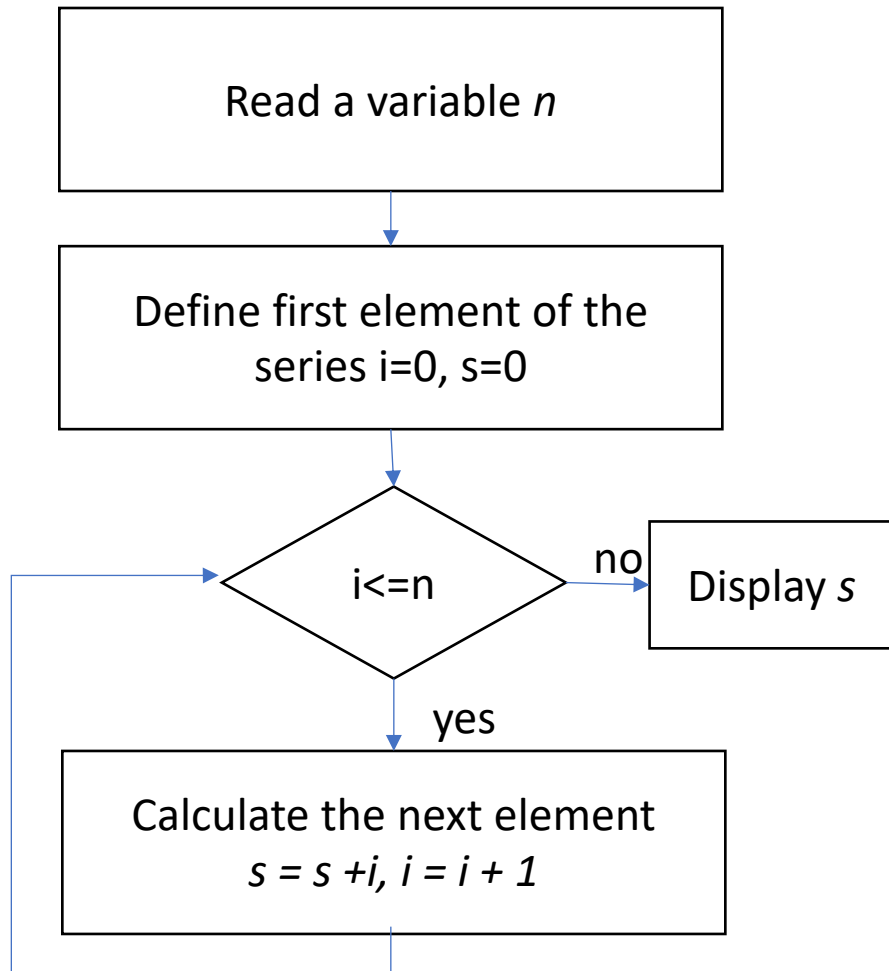 Read a variable n
Define first element of the
series i=0, s=0
i<=n
no
Display s
yes
Calculate the next element
s = s +i, i = i + 1